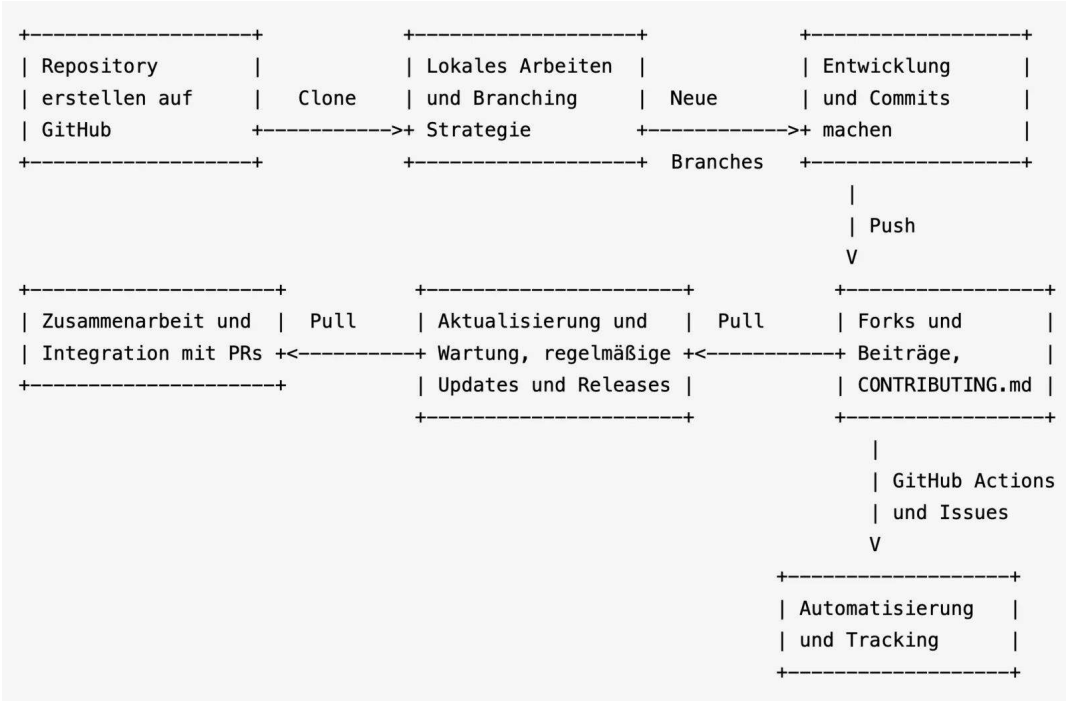 +-------------------+            +-------------------+             +-----------------+
| Repository        |            | Lokales Arbeiten  |             | Entwicklung     |
| erstellen auf     |   Clone    | und Branching     |  Neue       | und Commits     |
| GitHub            +----------->+ Strategie         +------------>+ machen          |
+-------------------+            +-------------------+  Branches   +-----------------+
                                                                       |
                                                                       | Push
                                                                       V
+---------------------+           +----------------------+            +-----------------+
| Zusammenarbeit und  |  Pull     | Aktualisierung und   |  Pull      | Forks und       |
| Integration mit PRs +<----------+ Wartung, regelmäßige +<-----------+ Beiträge,       |
+---------------------+           | Updates und Releases |            | CONTRIBUTING.md |
                                  +----------------------+            +-----------------+
                                                                         |
                                                                         | GitHub Actions
                                                                         | und Issues
                                                                         V
                                                                 +-------------------+
                                                                 | Automatisierung   |
                                                                 | und Tracking      |
                                                                 +-------------------+